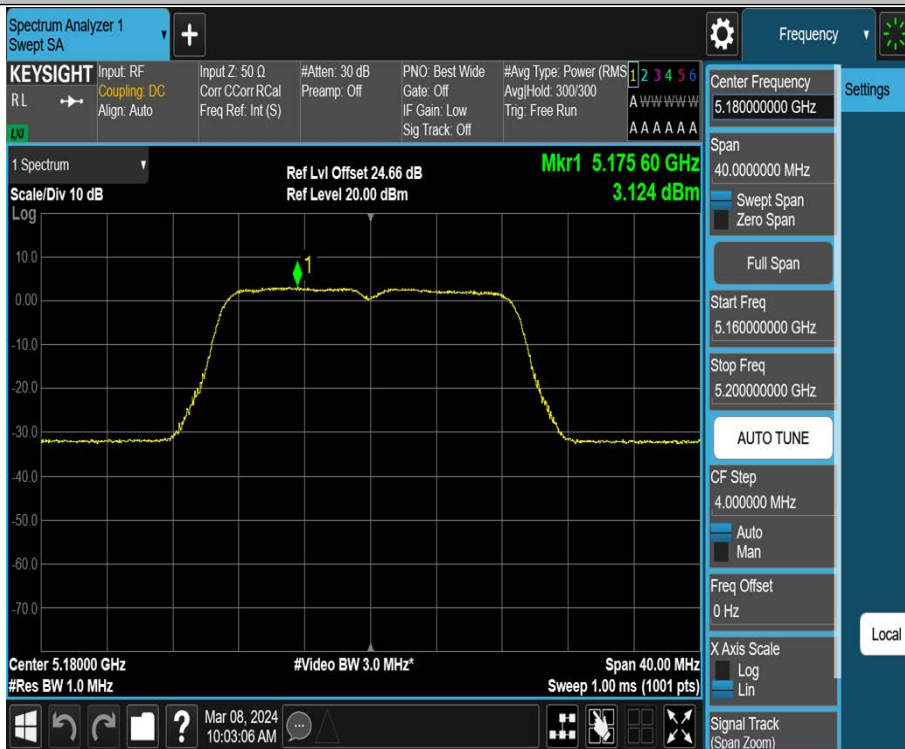 Spectrum Analyzer 1
Swept SA
+
Frequency
KEYSIGHT
RL
LXI
Input: RF
Coupling: DC
Align: Auto
Input Z: 50 Ω
Corr CCorr RCal
Freq Ref: Int (S)
#Atten: 30 dB
Preamp: Off
PNO: Best Wide
Gate: Off
IF Gain: Low
Sig Track: Off
#Avg Type: Power (RMS
Avg|Hold: 300/300
Trig: Free Run
1 2 3 4 5 6
A W W W W W
A A A A A A
1 Spectrum
Scale/Div 10 dB
Log
Ref Lvl Offset 24.66 dB
Ref Level 20.00 dBm
Mkr1 5.175 60 GHz
3.124 dBm
1
10.0
0.00
-10.0
-20.0
-30.0
-40.0
-50.0
-60.0
-70.0
Center 5.18000 GHz
#Res BW 1.0 MHz
#Video BW 3.0 MHz*
Span 40.00 MHz
Sweep 1.00 ms (1001 pts)
?
Mar 08, 2024
10:03:06 AM
Center Frequency
5.180000000 GHz
Span
40.0000000 MHz
Swept Span
Zero Span
Full Span
Start Freq
5.160000000 GHz
Stop Freq
5.200000000 GHz
AUTO TUNE
CF Step
4.000000 MHz
Auto
Man
Freq Offset
0 Hz
X Axis Scale
Log
Lin
Signal Track
(Span Zoom)
Settings
Local